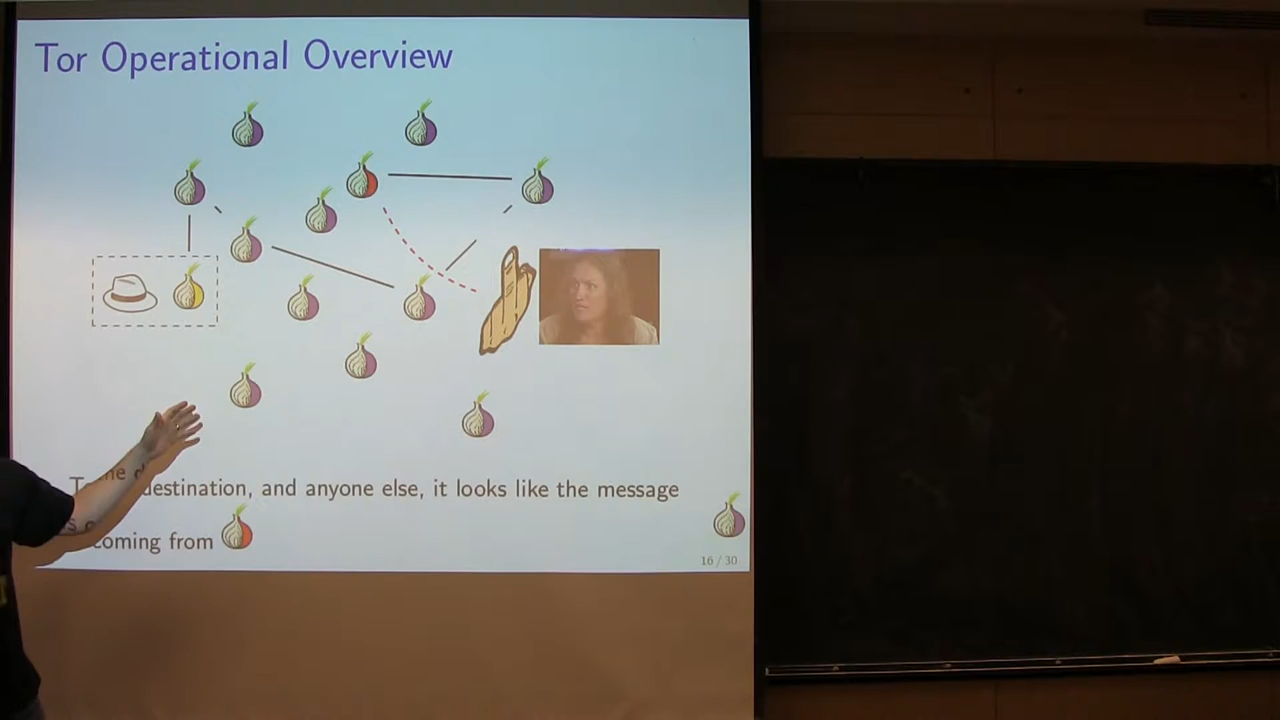 Tor Operational Overview
destination, and anyone else, it looks like the message
coming from
16 / 30